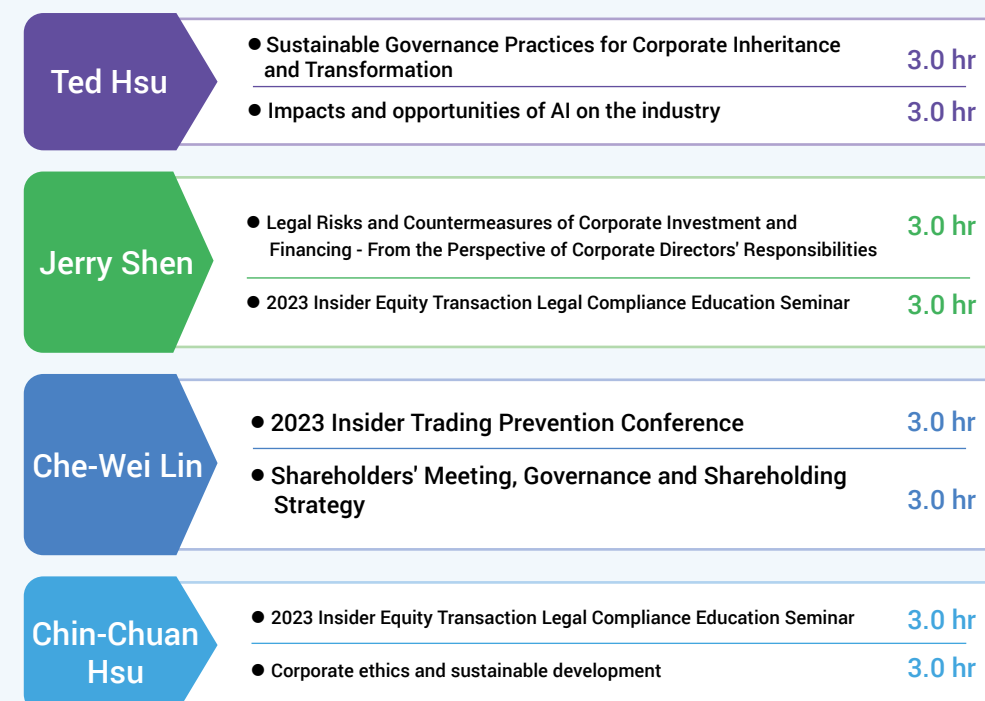 Ted Hsu
● Sustainable Governance Practices for Corporate Inheritance
and Transformation
3.0 hr
● Impacts and opportunities of AI on the industry
3.0 hr
Jerry Shen
● Legal Risks and Countermeasures of Corporate Investment and
Financing - From the Perspective of Corporate Directors' Responsibilities
3.0 hr
● 2023 Insider Equity Transaction Legal Compliance Education Seminar
3.0 hr
Che-Wei Lin
● 2023 Insider Trading Prevention Conference
3.0 hr
● Shareholders' Meeting, Governance and Shareholding
Strategy
3.0 hr
Chin-Chuan
Hsu
● 2023 Insider Equity Transaction Legal Compliance Education Seminar
3.0 hr
● Corporate ethics and sustainable development
3.0 hr